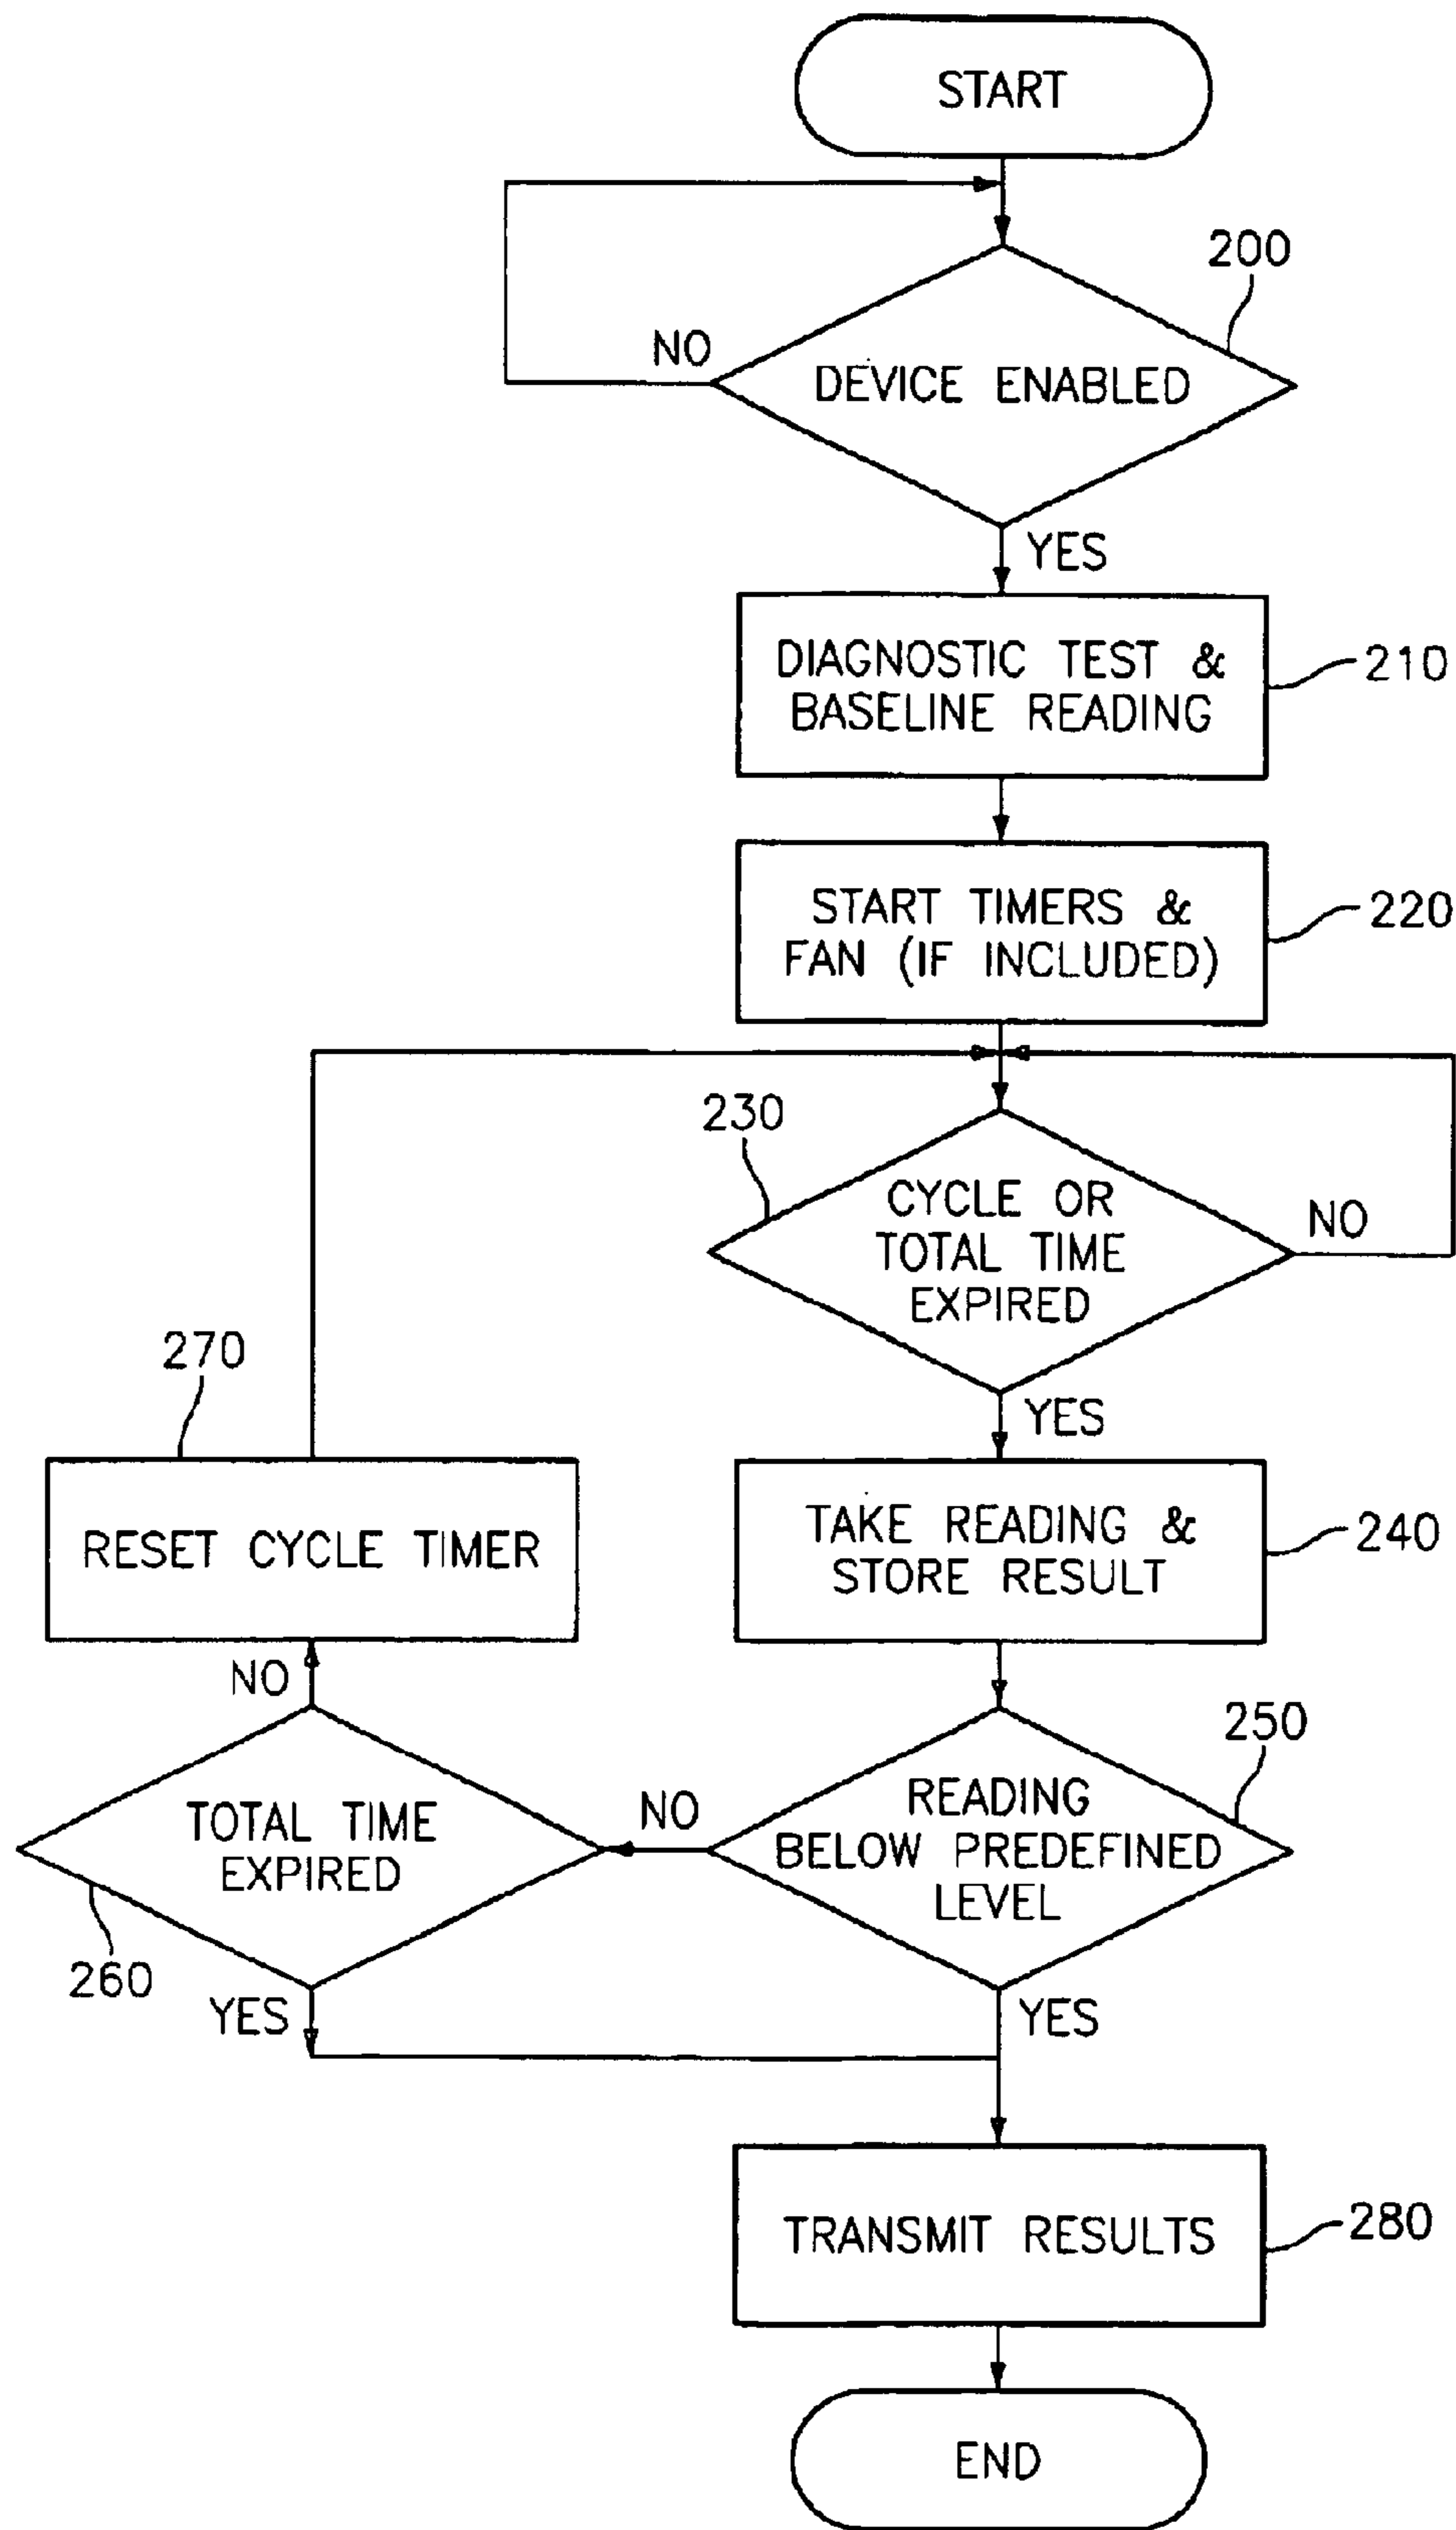 START
200
NO
DEVICE ENABLED
YES
DIAGNOSTIC TEST &
BASELINE READING
210
START TIMERS &
FAN (IF INCLUDED)
220
230
CYCLE OR
TOTAL TIME
EXPIRED
NO
YES
270
RESET CYCLE TIMER
TAKE READING &
STORE RESULT
240
NO
250
READING
BELOW PREDEFINED
LEVEL
NO
TOTAL TIME
EXPIRED
260
YES
YES
TRANSMIT RESULTS
280
END